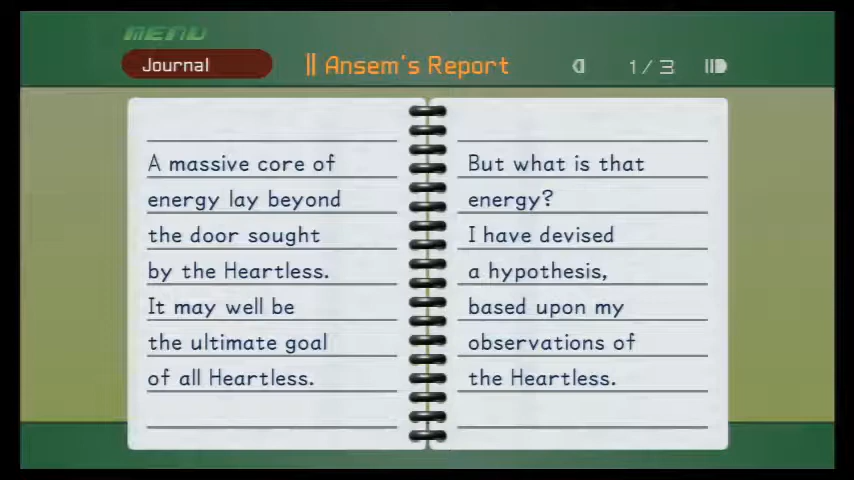 MENU
Journal
Ansem's Report
1/3
A massive core of
energy lay beyond
the door sought
by the Heartless.
It may well be
the ultimate goal
of all Heartless.
But what is that
energy?
I have devised
a hypothesis,
based upon my
observations of
the Heartless.